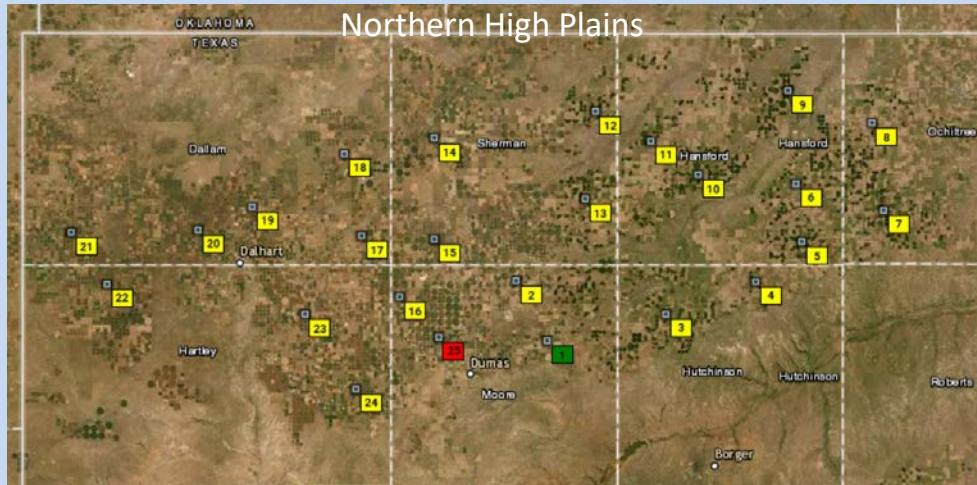 Northern High Plains
OKLAHOMA
TEXAS
9
12
8
Ochiltree
14
Sherman
Hansford
Dallam
11
Hansford
18
10
6
19
13
7
21
20
17
15
5
Dalhart
22
2
4
16
23
3
25
1
Hartley
Dumas
Hutchinson
Hutchinson
Moore
Roberts
24
Borger